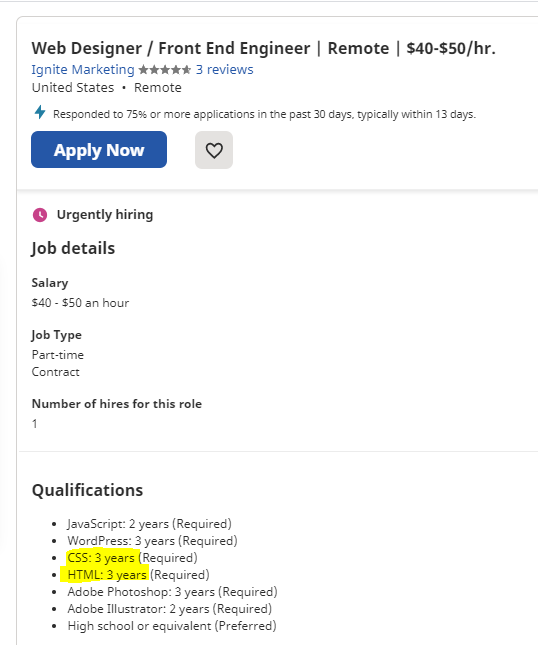 Web Designer / Front End Engineer | Remote | $40-$50/hr.
Ignite Marketing ★★★★★ 3 reviews
United States • Remote
Responded to 75% or more applications in the past 30 days, typically within 13 days.
Apply Now
Urgently hiring
Job details
Salary
$40 - $50 an hour
Job Type
Part-time
Contract
Number of hires for this role
1
Qualifications
• JavaScript: 2 years (Required)
• WordPress: 3 years (Required)
• CSS: 3 years (Required)
• HTML: 3 years (Required)
• Adobe Photoshop: 3 years (Required)
• Adobe Illustrator: 2 years (Required)
• High school or equivalent (Preferred)